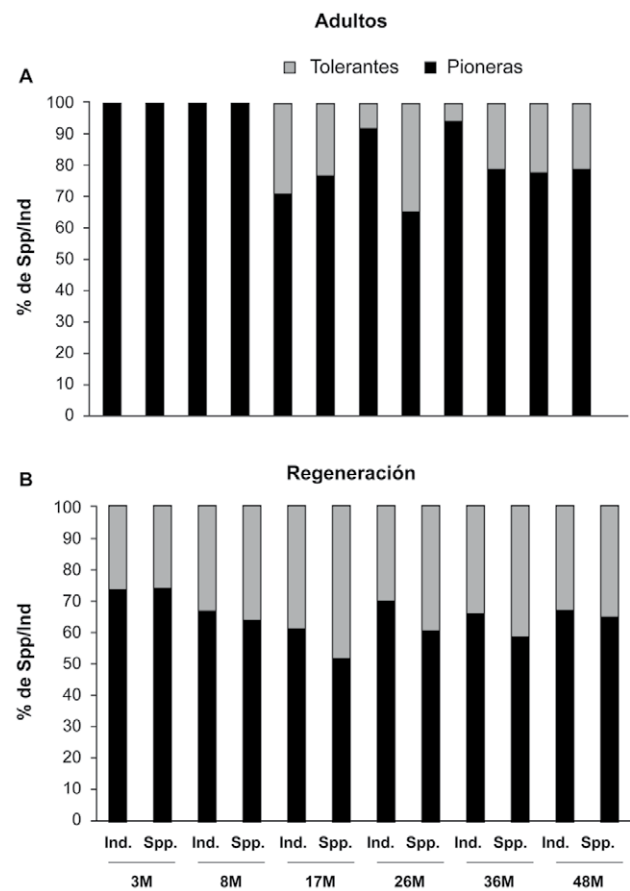 Adultos
A
Tolerantes Pioneras
% de Spp/Ind
100
90
80
70
60
50
40
30
20
10
0
B
Regeneración
% de Spp/Ind
100
90
80
70
60
50
40
30
20
10
0
Ind. Spp. Ind. Spp. Ind. Spp. Ind. Spp. Ind. Spp. Ind. Spp.
3M 8M 17M 26M 36M 48M